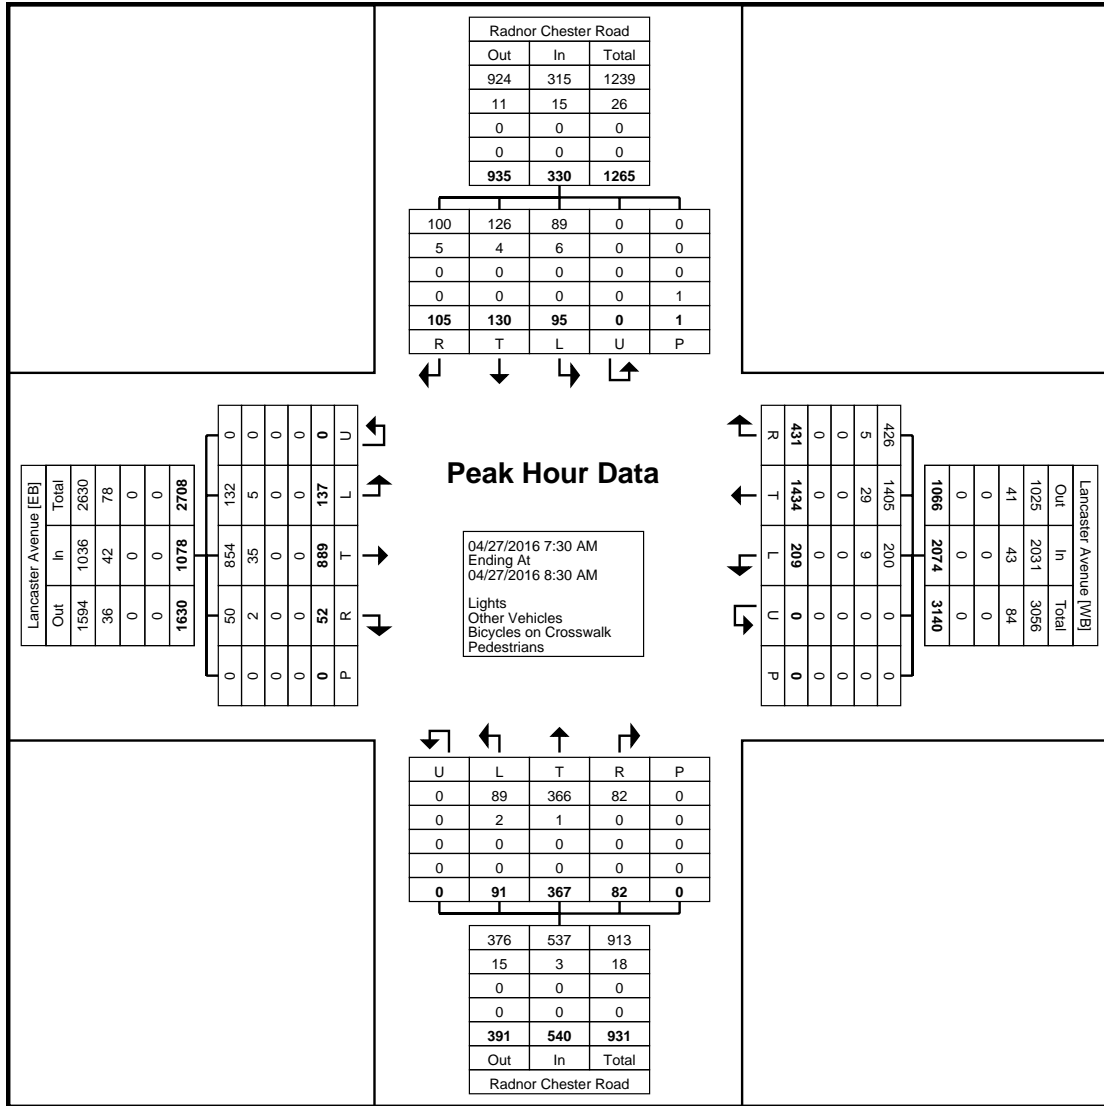 Radnor Chester Road
Out In Total
924 315 1239
11 15 26
0 0 0
0 0 0
935 330 1265
100 126 89 0 0
5 4 6 0 0
0 0 0 0 0
0 0 0 0 1
105 130 95 0 1
R T L U P
Lancaster Avenue [EB]
Out In Total
1594 1036 2630
36 42 78
0 0 0
0 0 0
1630 1078 2708
0 50 854 132 0
0 2 35 5 0
0 0 0 0 0
0 0 0 0 0
0 52 889 137 0
P R T L U
Peak Hour Data
04/27/2016 7:30 AM
Ending At
04/27/2016 8:30 AM
Lights
Other Vehicles
Bicycles on Crosswalk
Pedestrians
Lancaster Avenue [WB]
Out In Total
1025 2031 3056
41 43 84
0 0 0
0 0 0
1066 2074 3140
426 1405 200 0 0
5 29 9 0 0
0 0 0 0 0
0 0 0 0 0
431 1434 209 0 0
R T L U P
U L T R P
0 89 366 82 0
0 2 1 0 0
0 0 0 0 0
0 0 0 0 0
0 91 367 82 0
376 537 913
15 3 18
0 0 0
0 0 0
391 540 931
Out In Total
Radnor Chester Road